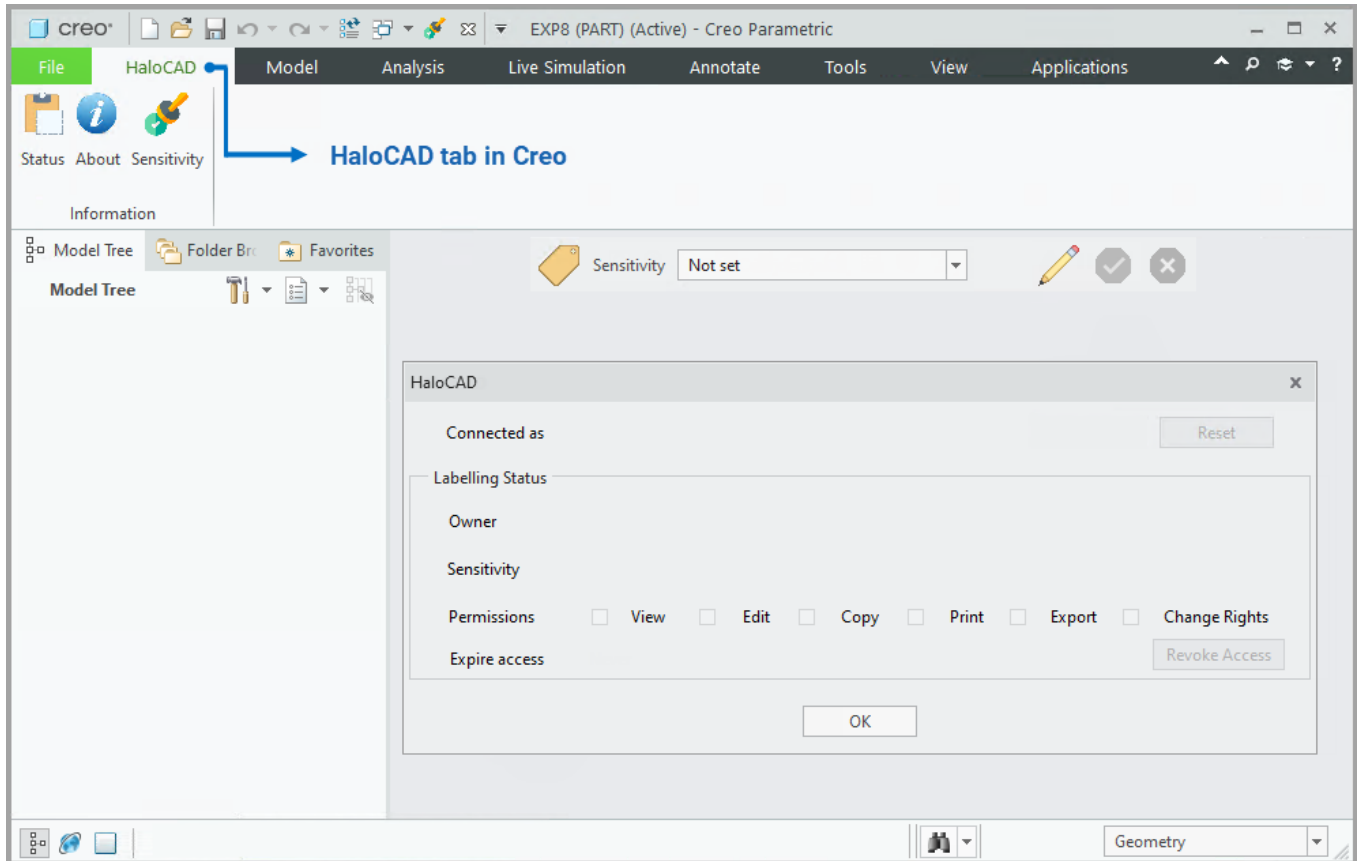 creo® EXP8 (PART) (Active) - Creo Parametric
File HaloCAD Model Analysis Live Simulation Annotate Tools View Applications ?
Status About Sensitivity
HaloCAD tab in Creo
Information
Model Tree Folder Br Favorites
Sensitivity Not set
Model Tree
HaloCAD
Connected as Reset
Labelling Status
Owner
Sensitivity
Permissions View Edit Copy Print Export Change Rights
Expire access Revoke Access
OK
Geometry